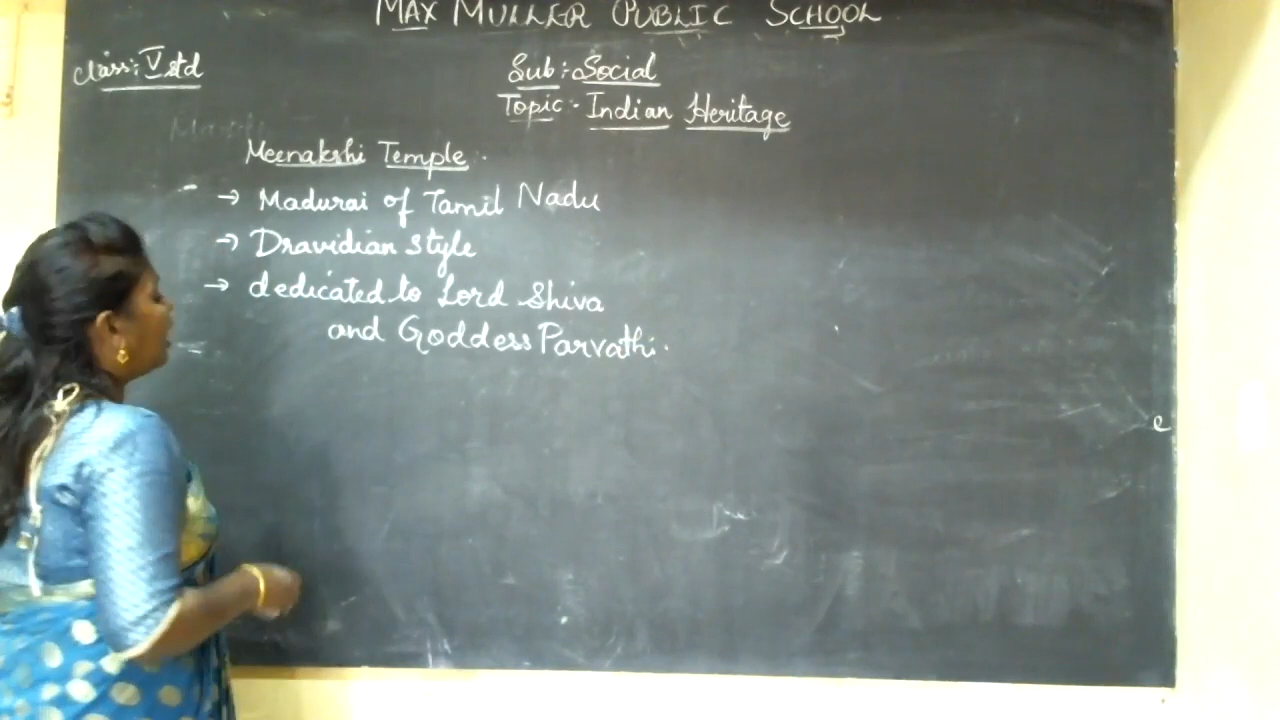 MAX MULLER PUBLIC SCHOOL
Class: V std
Sub :- Social
Topic :- Indian Heritage
Meenakshi Temple :-
→ Madurai of Tamil Nadu
→ Dravidian style
→ dedicated to Lord Shiva
and Goddess Parvathi.
e